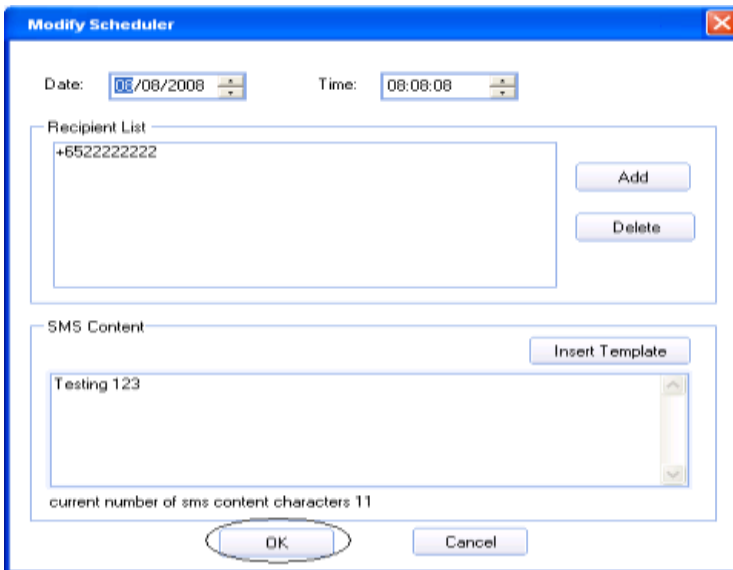 Modify Scheduler
Date: 08/08/2008 Time: 08:08:08
Recipient List
+6522222222
Add
Delete
SMS Content
Insert Template
Testing 123
current number of sms content characters 11
OK Cancel